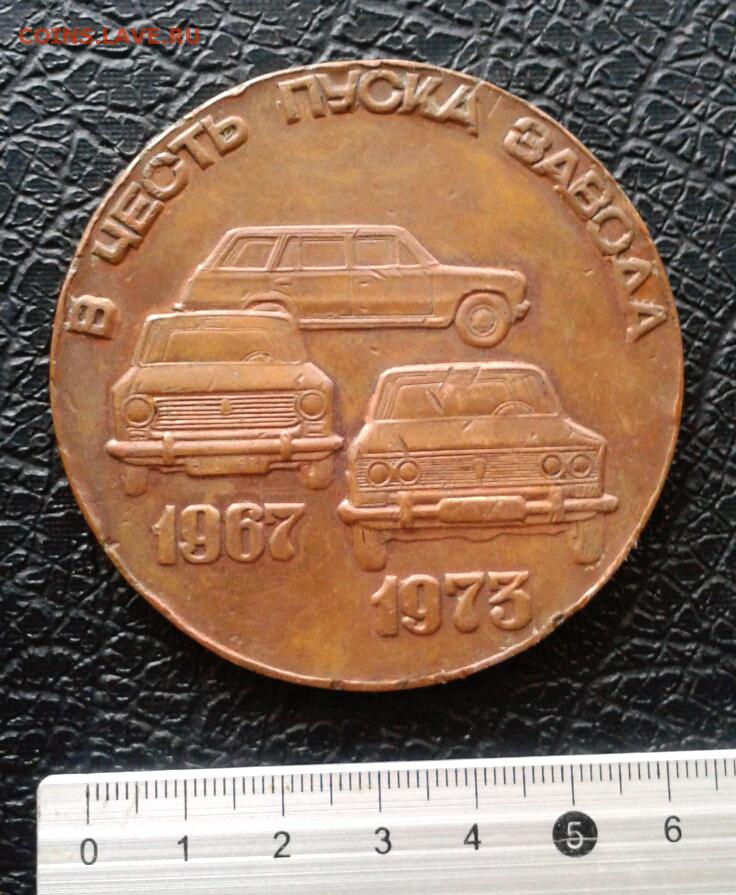 COINS.LAVE.RU
В ЧЕСТЬ ПУСКА ЗАВОДА
1967
1973
0 1 2 3 4 5 6